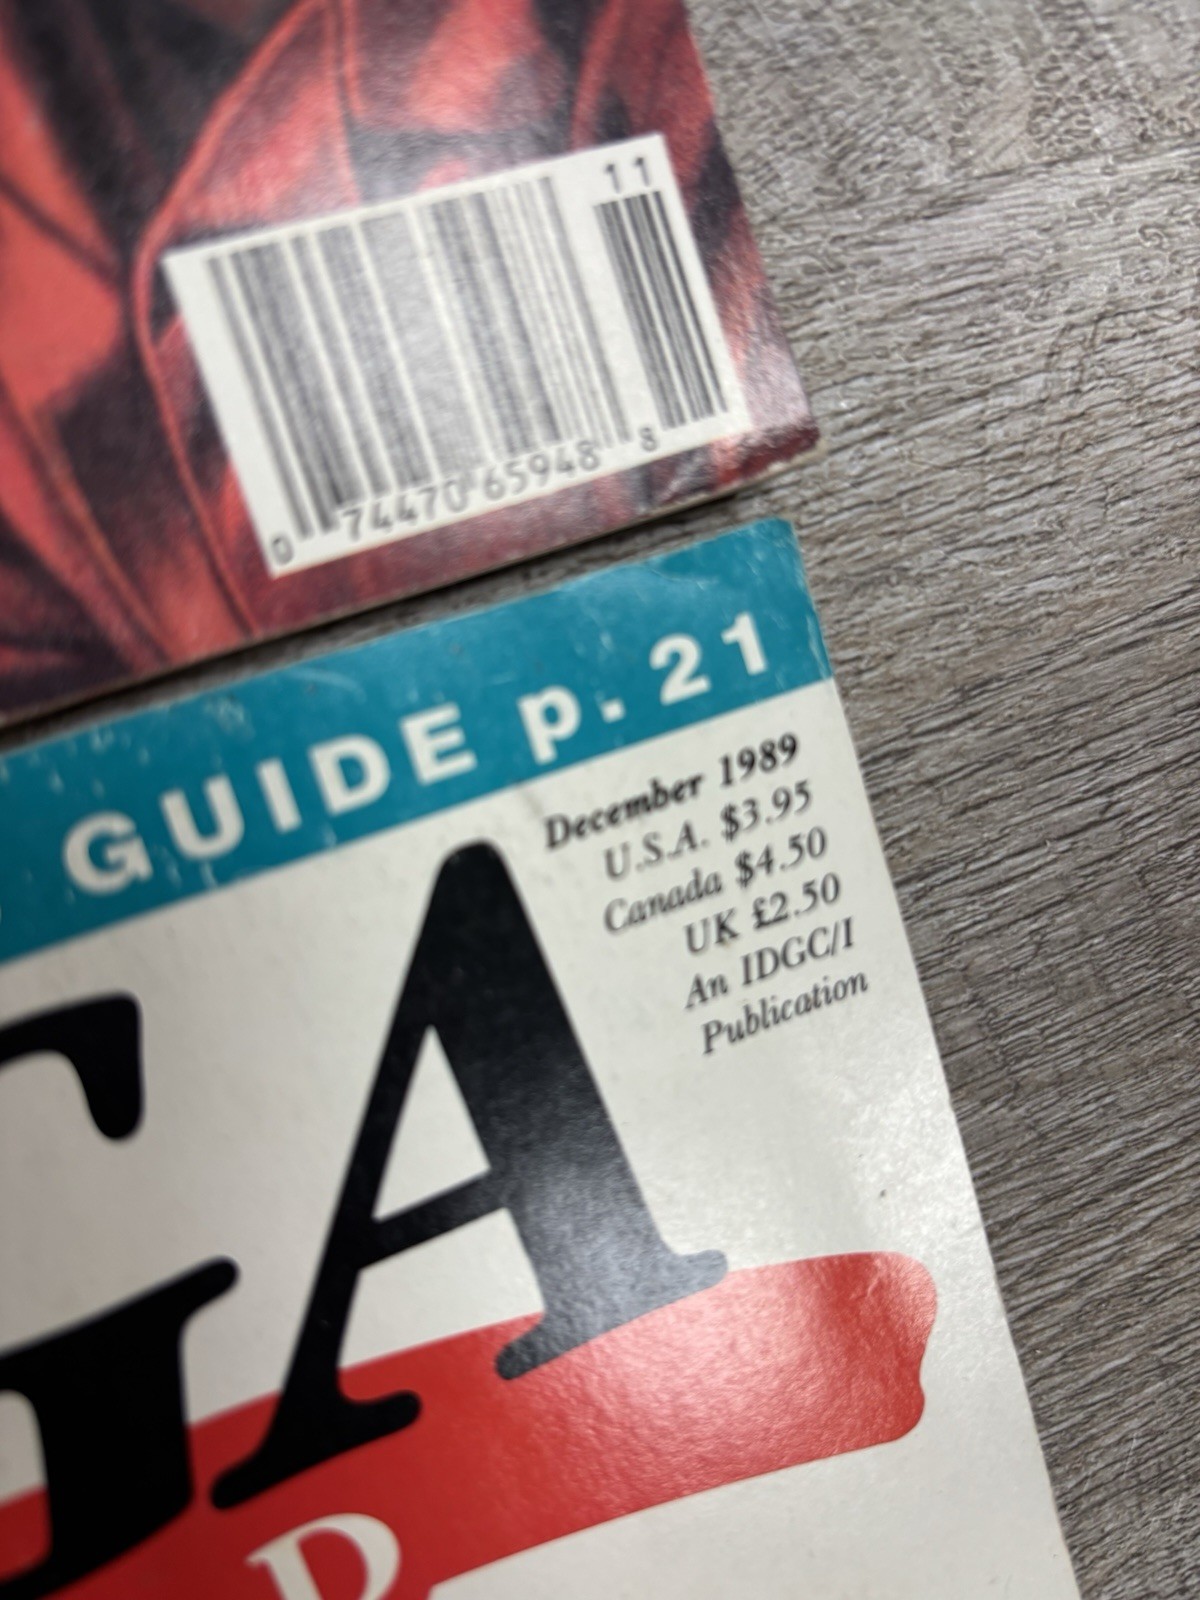 11
0 74470 65948 8
GUIDE p. 21
December 1989
U.S.A. $3.95
Canada $4.50
UK £2.50
An IDGC/I
Publication
GA
D